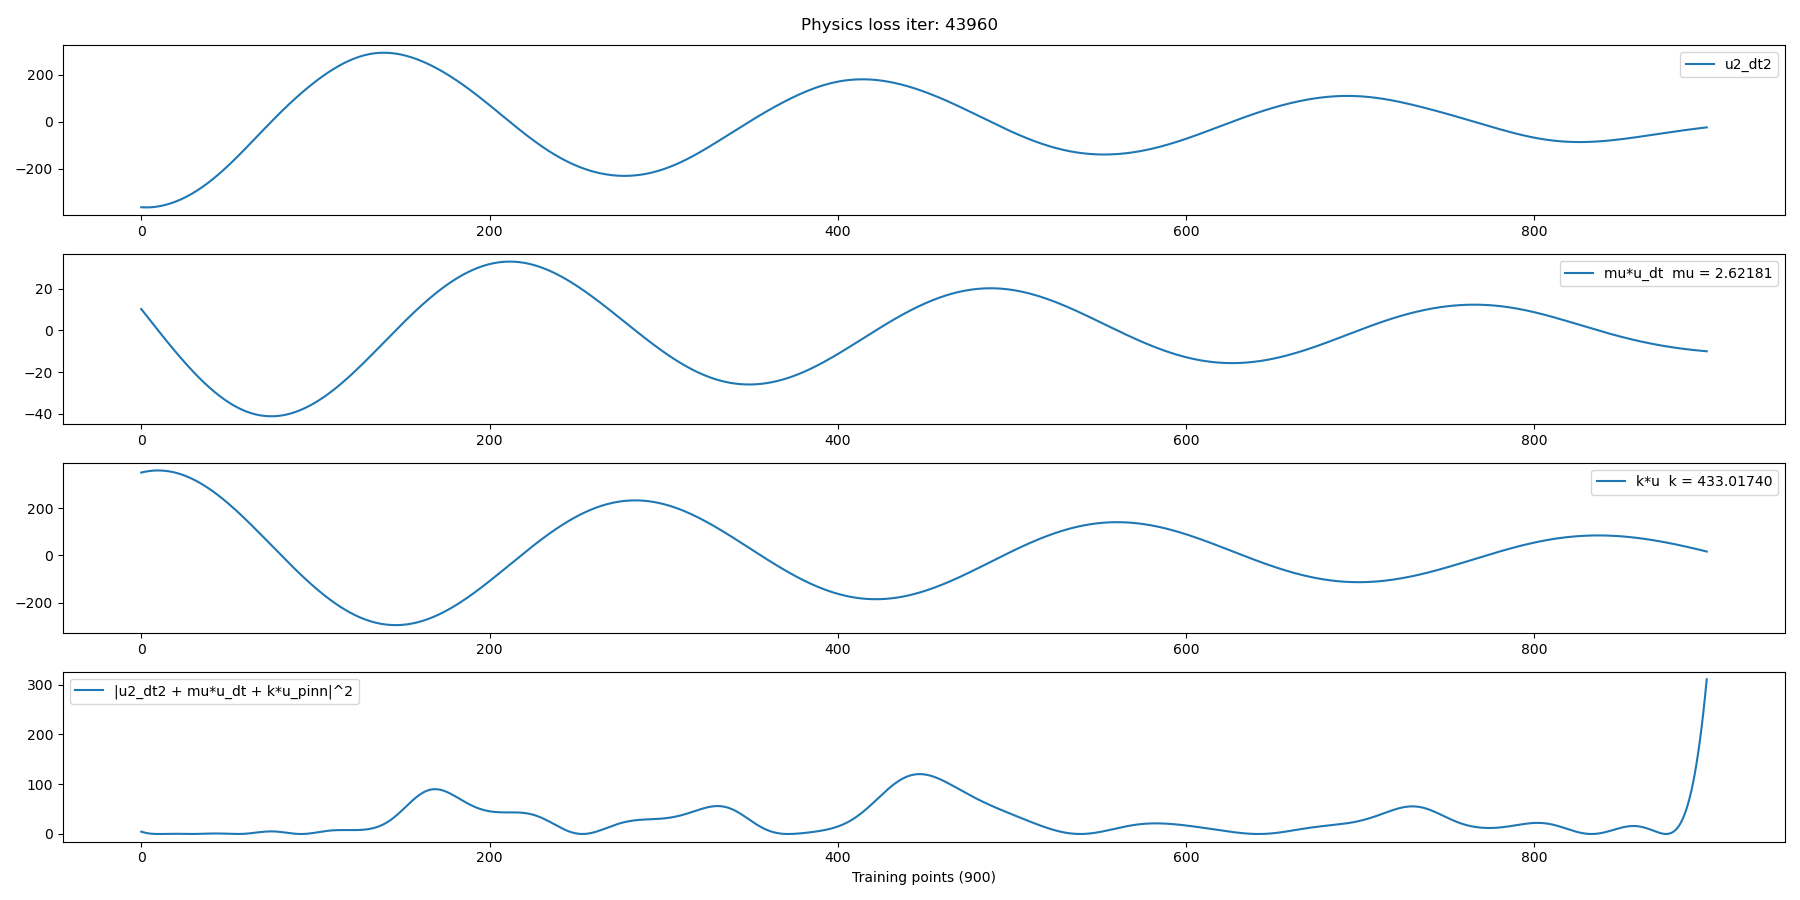 Physics loss iter: 43960
u2_dt2
200
0
−200
0 200 400 600 800
mu*u_dt  mu = 2.62181
20
0
−20
−40
0 200 400 600 800
k*u  k = 433.01740
200
0
−200
0 200 400 600 800
|u2_dt2 + mu*u_dt + k*u_pinn|^2
300
200
100
0
0 200 400 600 800
Training points (900)